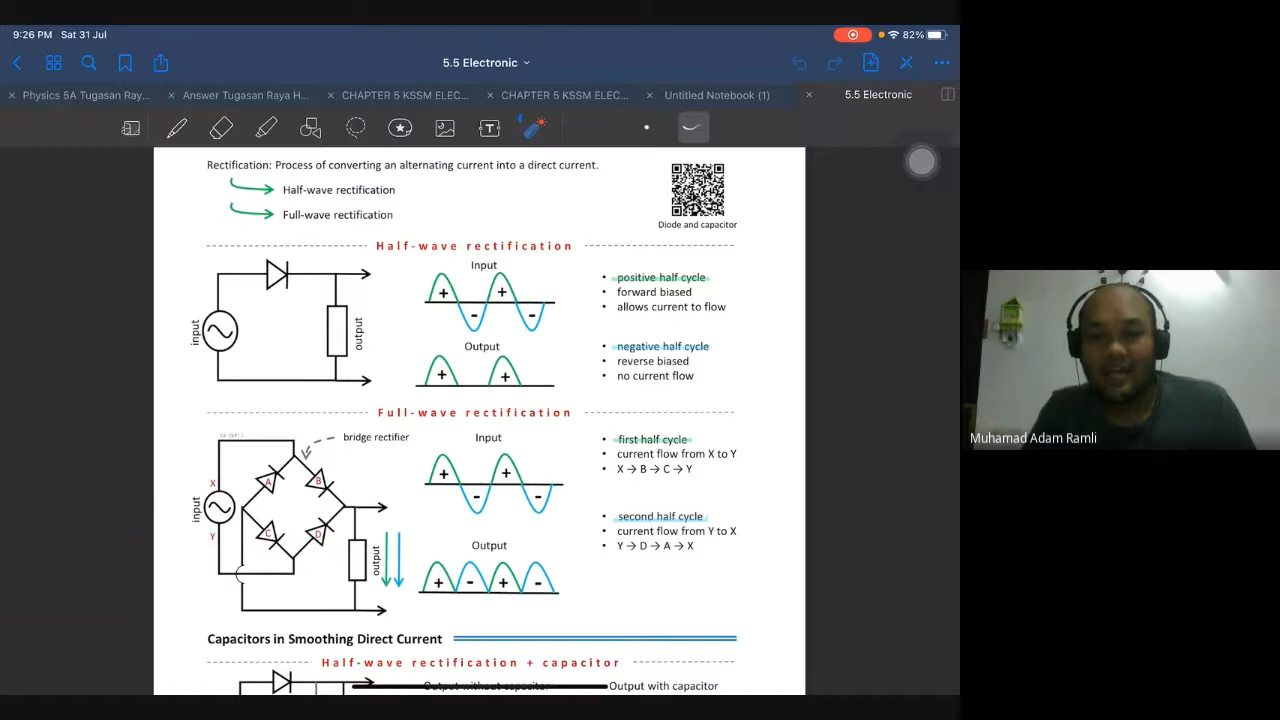 9:26 PM Sat 31 Jul
82%
5.5 Electronic
Physics 5A Tugasan Ray...
Answer Tugasan Raya H...
CHAPTER 5 KSSM ELEC...
CHAPTER 5 KSSM ELEC...
Untitled Notebook (1)
5.5 Electronic
Rectification: Process of converting an alternating current into a direct current.
Half-wave rectification
Full-wave rectification
Diode and capacitor
Half-wave rectification
input
output
Input
+ - + -
Output
+ +
• positive half cycle
• forward biased
• allows current to flow
• negative half cycle
• reverse biased
• no current flow
Full-wave rectification
bridge rectifier
input
X
Y
A
B
C
D
output
Input
+ - + -
Output
+ - + -
• first half cycle
• current flow from X to Y
• X → B → C → Y
• second half cycle
• current flow from Y to X
• Y → D → A → X
Capacitors in Smoothing Direct Current
Half-wave rectification + capacitor
Output without capacitor
Output with capacitor
Muhamad Adam Ramli